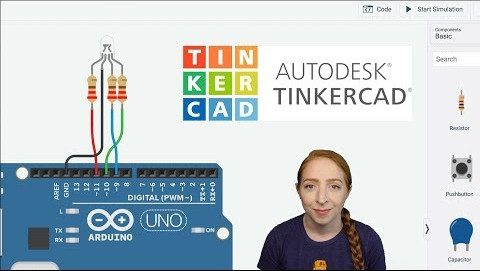 Code
Start Simulation
Components
Basic
Search
Resistor
Pushbutton
Capacitor
TIN
KER
CAD
AUTODESK®
TINKERCAD®
AREF
GND
13
12
~11
~10
~9
8
7
~6
~5
4
~3
2
TX→1
RX←0
DIGITAL (PWM~)
L
TX
RX
UNO
ON
ARDUINO